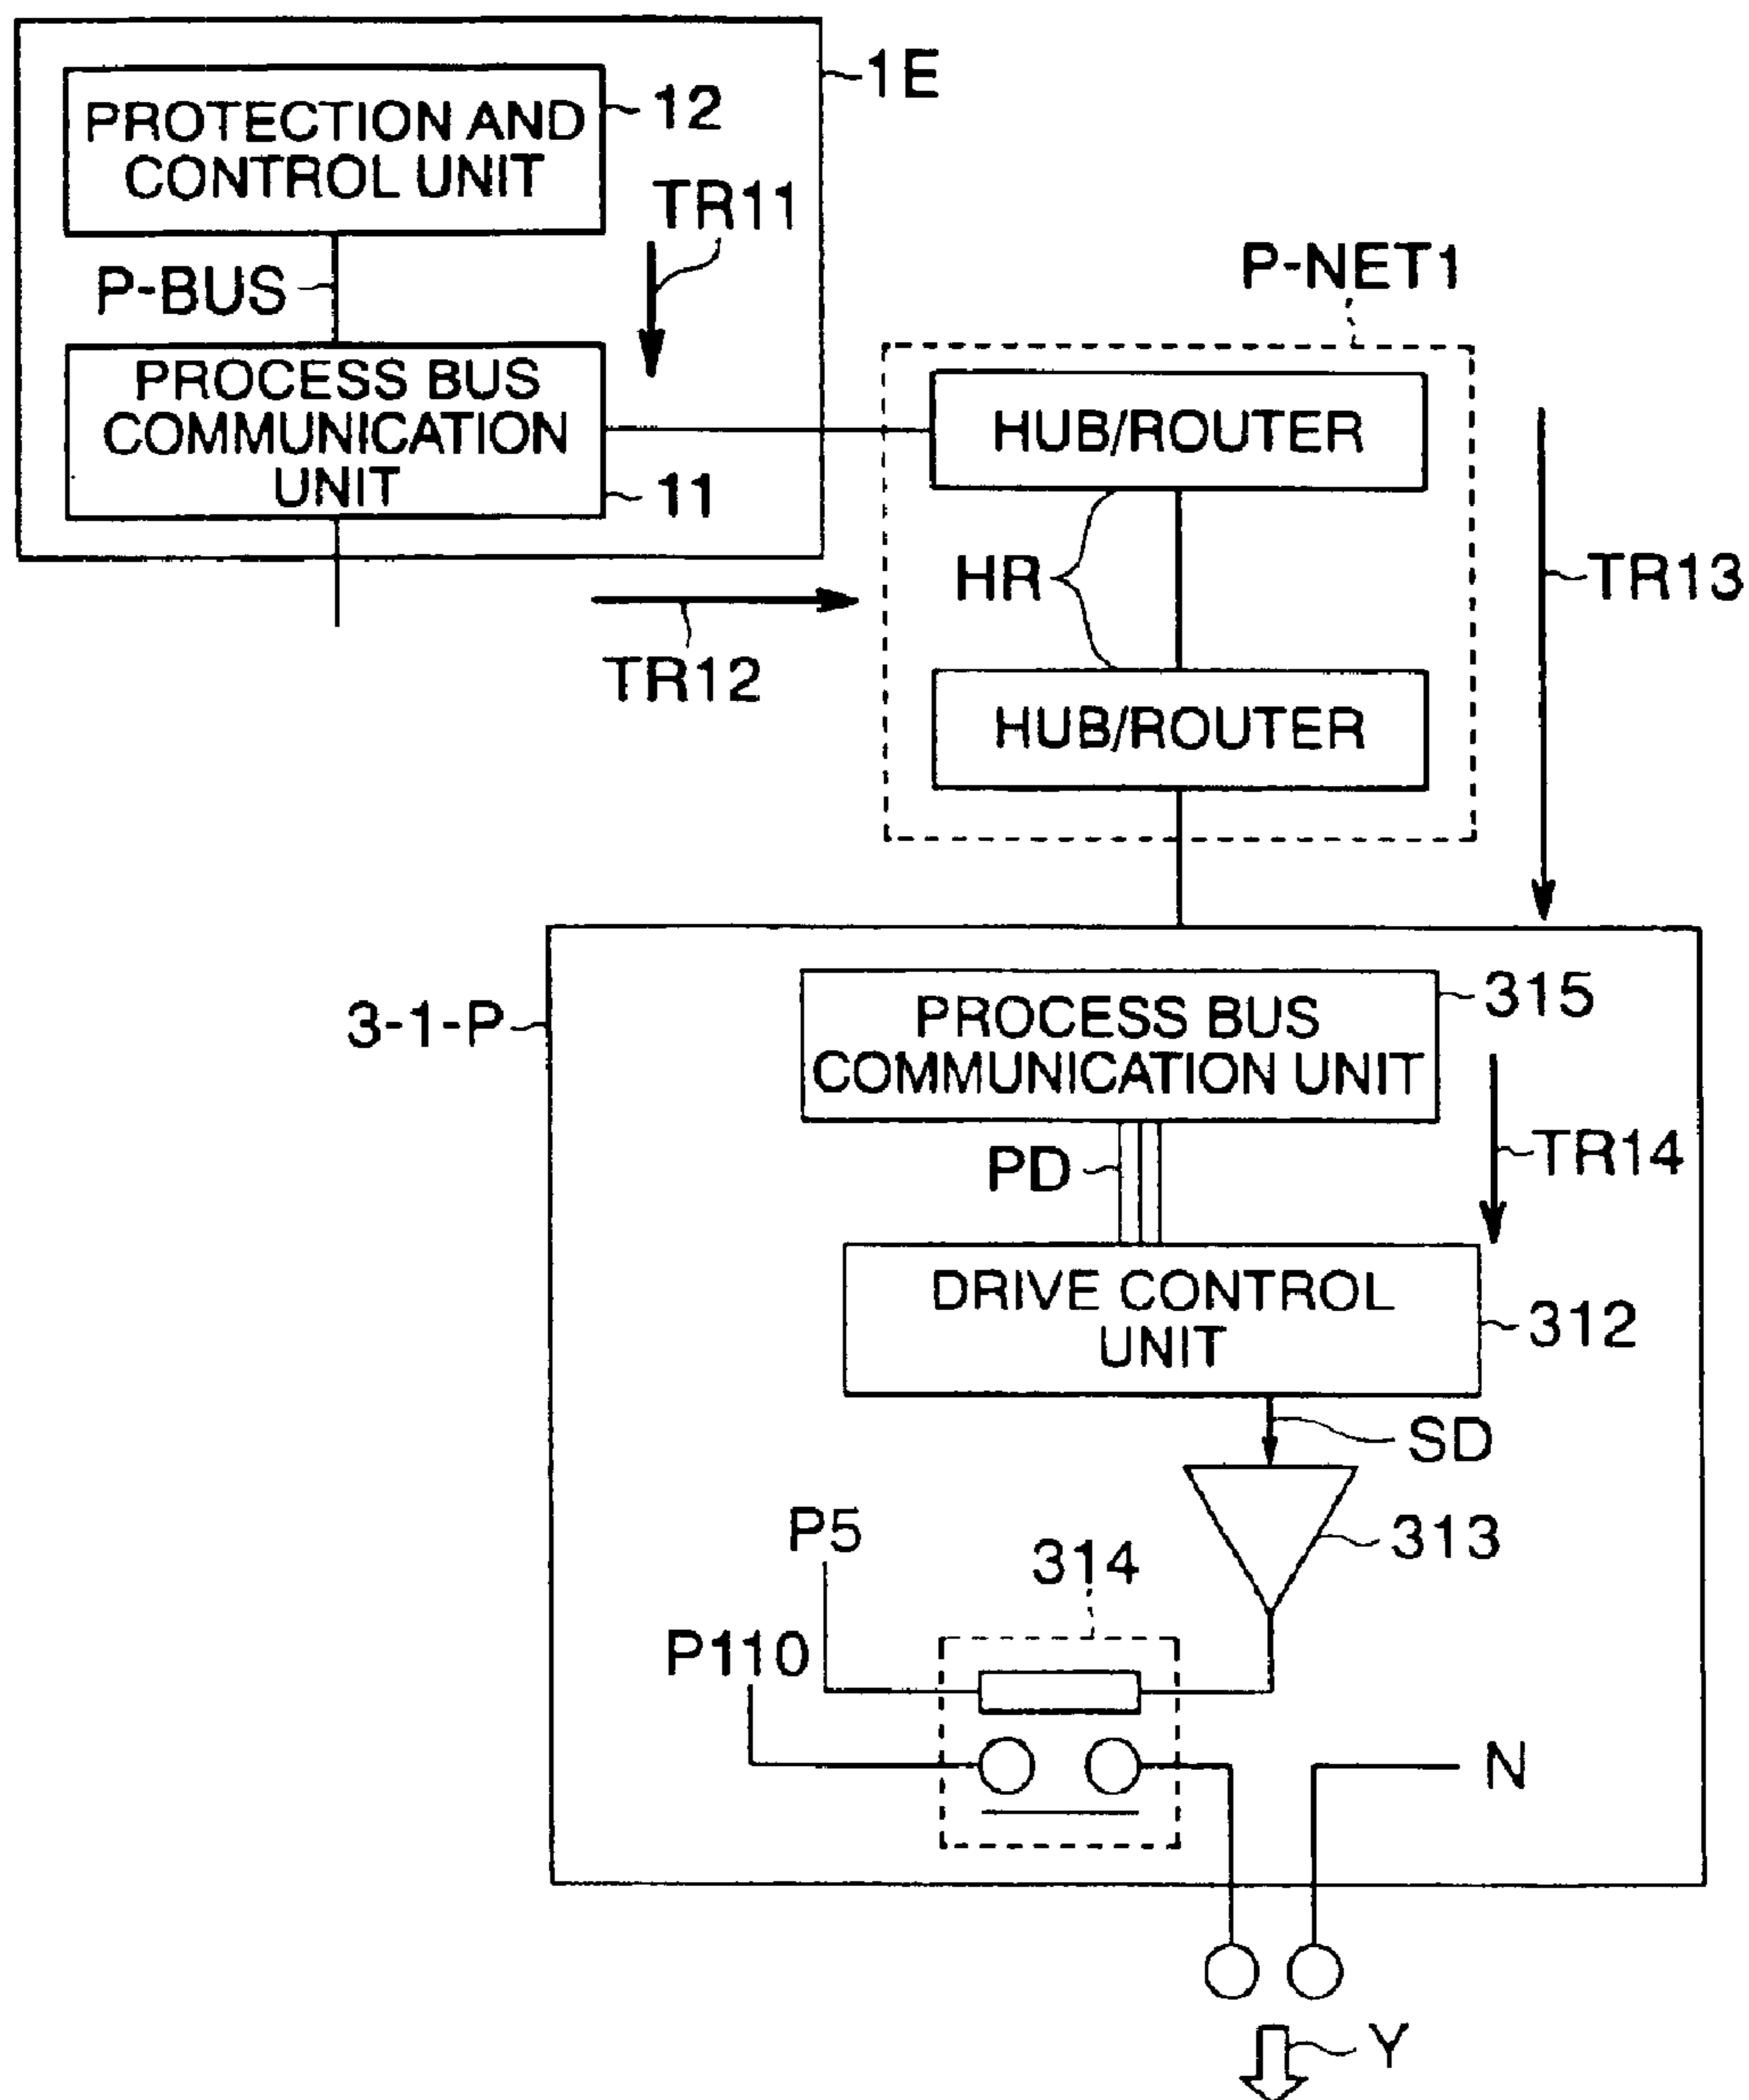 1E
PROTECTION AND
CONTROL UNIT
12
TR11
P-BUS
PROCESS BUS
COMMUNICATION
UNIT
11
P-NET1
HUB/ROUTER
HR
HUB/ROUTER
TR13
TR12
3-1-P
PROCESS BUS
COMMUNICATION UNIT
315
PD
TR14
DRIVE CONTROL
UNIT
312
SD
313
P5
314
P110
N
Y